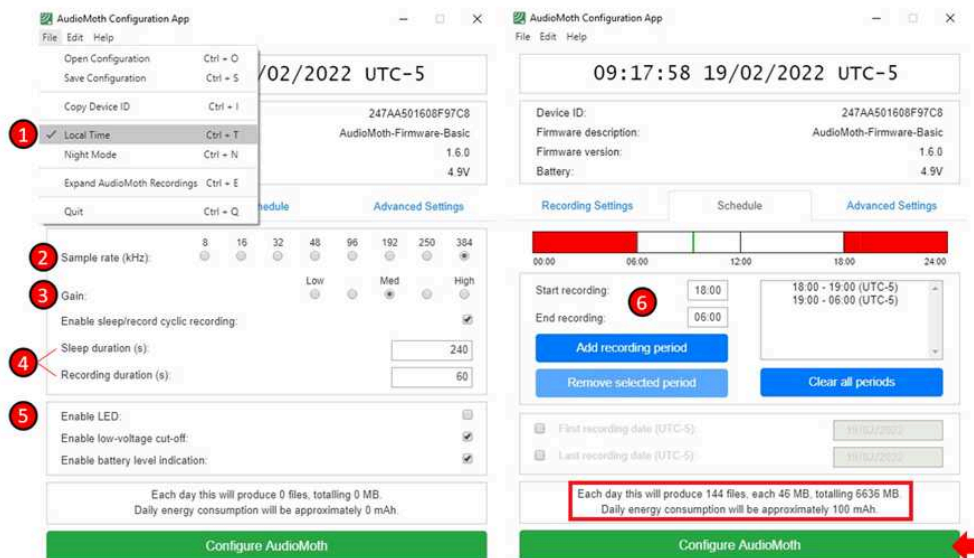 AudioMoth Configuration App
File Edit Help
Open Configuration Ctrl + O
Save Configuration Ctrl + S
Copy Device ID Ctrl + I
1 ✓ Local Time Ctrl + T
Night Mode Ctrl + N
Expand AudioMoth Recordings Ctrl + E
Quit Ctrl + Q
/02/2022 UTC-5
247AA501608F97C8
AudioMoth-Firmware-Basic
1.6.0
4.9V
hedule Advanced Settings
8 16 32 48 96 192 250 384
2 Sample rate (kHz):
Low Med High
3 Gain:
Enable sleep/record cyclic recording:
4 Sleep duration (s): 240
Recording duration (s): 60
5 Enable LED:
Enable low-voltage cut-off:
Enable battery level indication:
Each day this will produce 0 files, totalling 0 MB.
Daily energy consumption will be approximately 0 mAh.
Configure AudioMoth
AudioMoth Configuration App
File Edit Help
09:17:58 19/02/2022 UTC-5
Device ID: 247AA501608F97C8
Firmware description: AudioMoth-Firmware-Basic
Firmware version: 1.6.0
Battery: 4.9V
Recording Settings Schedule Advanced Settings
00:00 06:00 12:00 18:00 24:00
Start recording: 18:00
6
End recording: 06:00
18:00 - 19:00 (UTC-5)
19:00 - 06:00 (UTC-5)
Add recording period
Remove selected period Clear all periods
First recording date (UTC-5): 19/02/2022
Last recording date (UTC-5): 19/02/2022
Each day this will produce 144 files, each 46 MB, totalling 6636 MB.
Daily energy consumption will be approximately 100 mAh.
Configure AudioMoth